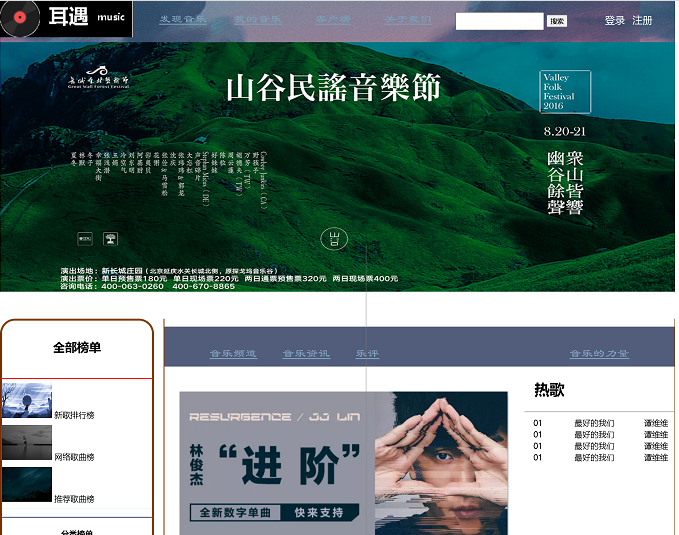 耳遇 music
发现音乐 我的音乐 客户端 关于我们
搜索
登录 注册
Great Wall Forest Festival
山谷民謠音樂節
Valley
Folk
Festival
2016
8.20-21
衆山皆響
幽谷餘聲
山谷
演出场地：新长城庄园（北京延庆水关长城北侧，原探戈坞音乐谷）
演出票价：单日预售票180元 单日现场票220元 两日通票预售票320元 两日现场票400元
咨询电话：400-063-0260 400-670-8865
全部榜单
新歌排行榜
网络歌曲榜
推荐歌曲榜
分类榜单
音乐频道 音乐资讯 乐评 音乐的力量
RESURGENCE / JJ LIN
林俊杰
“进阶”
全新数字单曲 快来支持
热歌
01 最好的我们 谭维维
01 最好的我们 谭维维
01 最好的我们 谭维维
01 最好的我们 谭维维